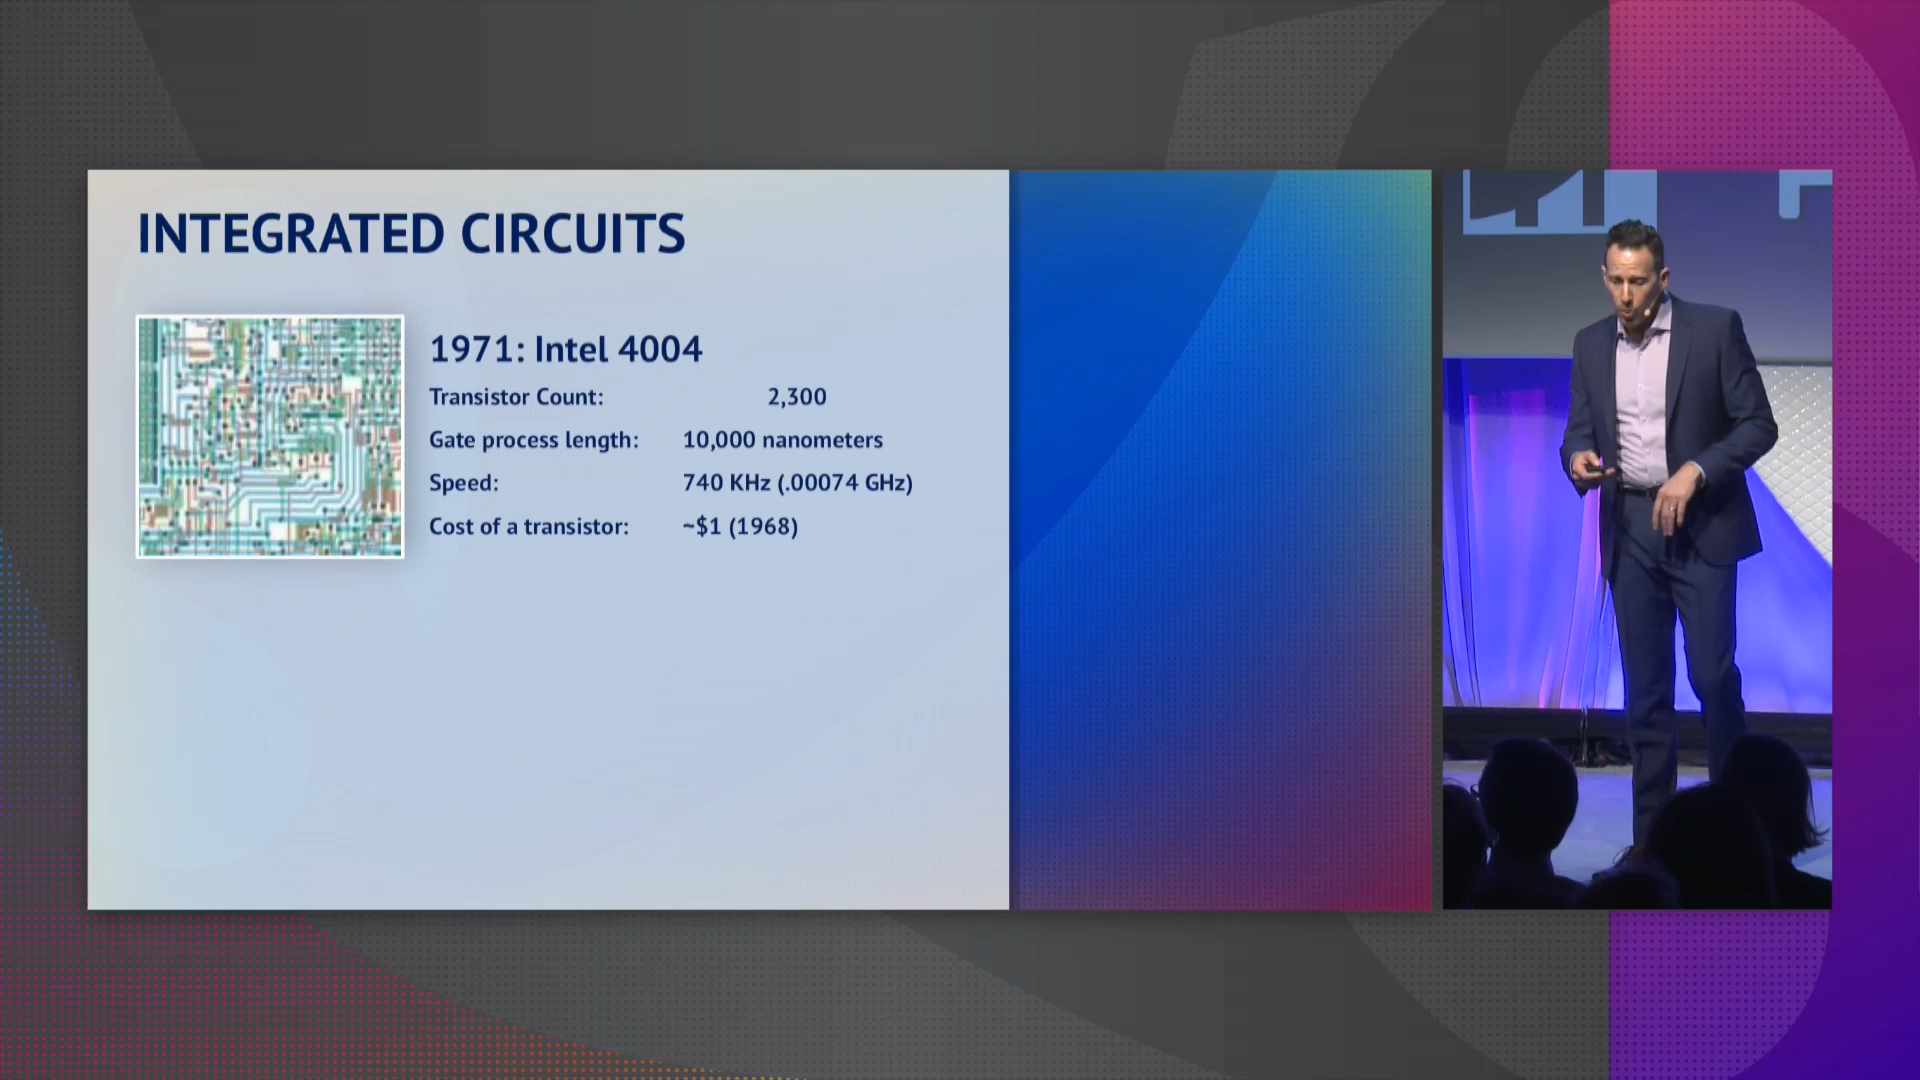 INTEGRATED CIRCUITS
1971: Intel 4004
Transistor Count: 2,300
Gate process length: 10,000 nanometers
Speed: 740 KHz (.00074 GHz)
Cost of a transistor: ~$1 (1968)